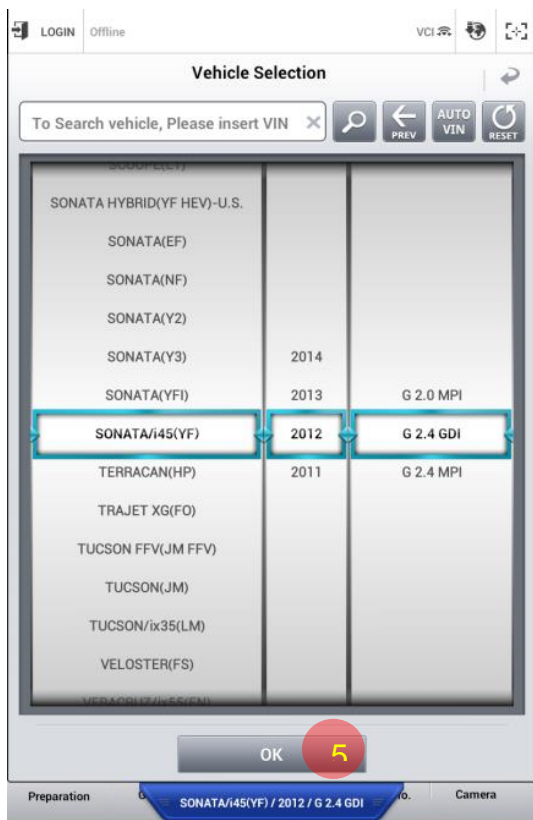 LOGIN Offline VCI
Vehicle Selection
To Search vehicle, Please insert VIN
PREV
AUTO VIN
RESET
SONATA HYBRID(YF HEV)-U.S.
SONATA(EF)
SONATA(NF)
SONATA(Y2)
SONATA(Y3) 2014
SONATA(YFI) 2013 G 2.0 MPI
SONATA/i45(YF) 2012 G 2.4 GDI
TERRACAN(HP) 2011 G 2.4 MPI
TRAJET XG(FO)
TUCSON FFV(JM FFV)
TUCSON(JM)
TUCSON/ix35(LM)
VELOSTER(FS)
VERACRUZ/ix55(EN)
OK 5
Preparation SONATA/i45(YF) / 2012 / G 2.4 GDI Camera